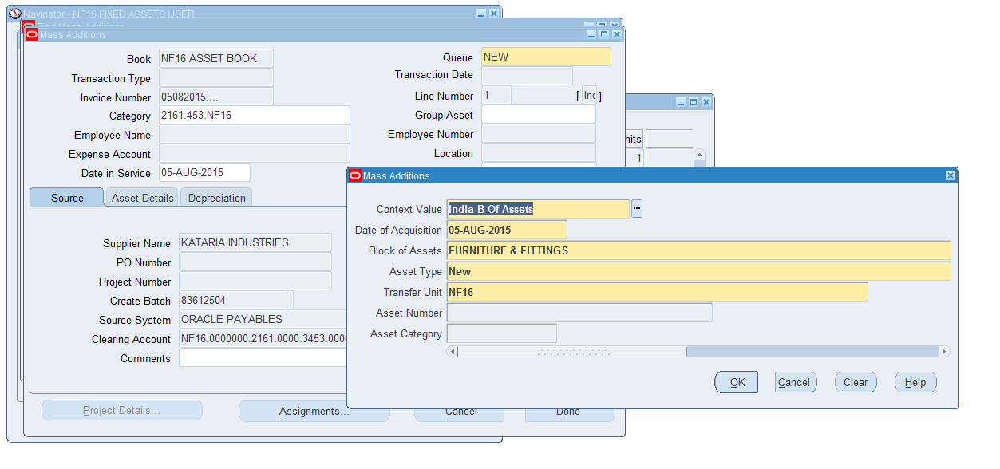 Navigator - NF16 FIXED ASSETS USER
Find Mass Additions
Mass Additions
Book NF16 ASSET BOOK
Queue NEW
Transaction Type
Transaction Date
Invoice Number 05082015....
Line Number 1 [ Inc ]
Category 2161.453.NF16
Group Asset
Employee Name
Employee Number
Expense Account
Location
Date in Service 05-AUG-2015
nits
1
Source Asset Details Depreciation
Supplier Name KATARIA INDUSTRIES
PO Number
Project Number
Create Batch 83612504
Source System ORACLE PAYABLES
Clearing Account NF16.0000000.2161.0000.3453.0000
Comments
Project Details... Assignments... Cancel Done
Mass Additions
Context Value India B Of Assets ...
Date of Acquisition 05-AUG-2015
Block of Assets FURNITURE & FITTINGS
Asset Type New
Transfer Unit NF16
Asset Number
Asset Category
OK Cancel Clear Help